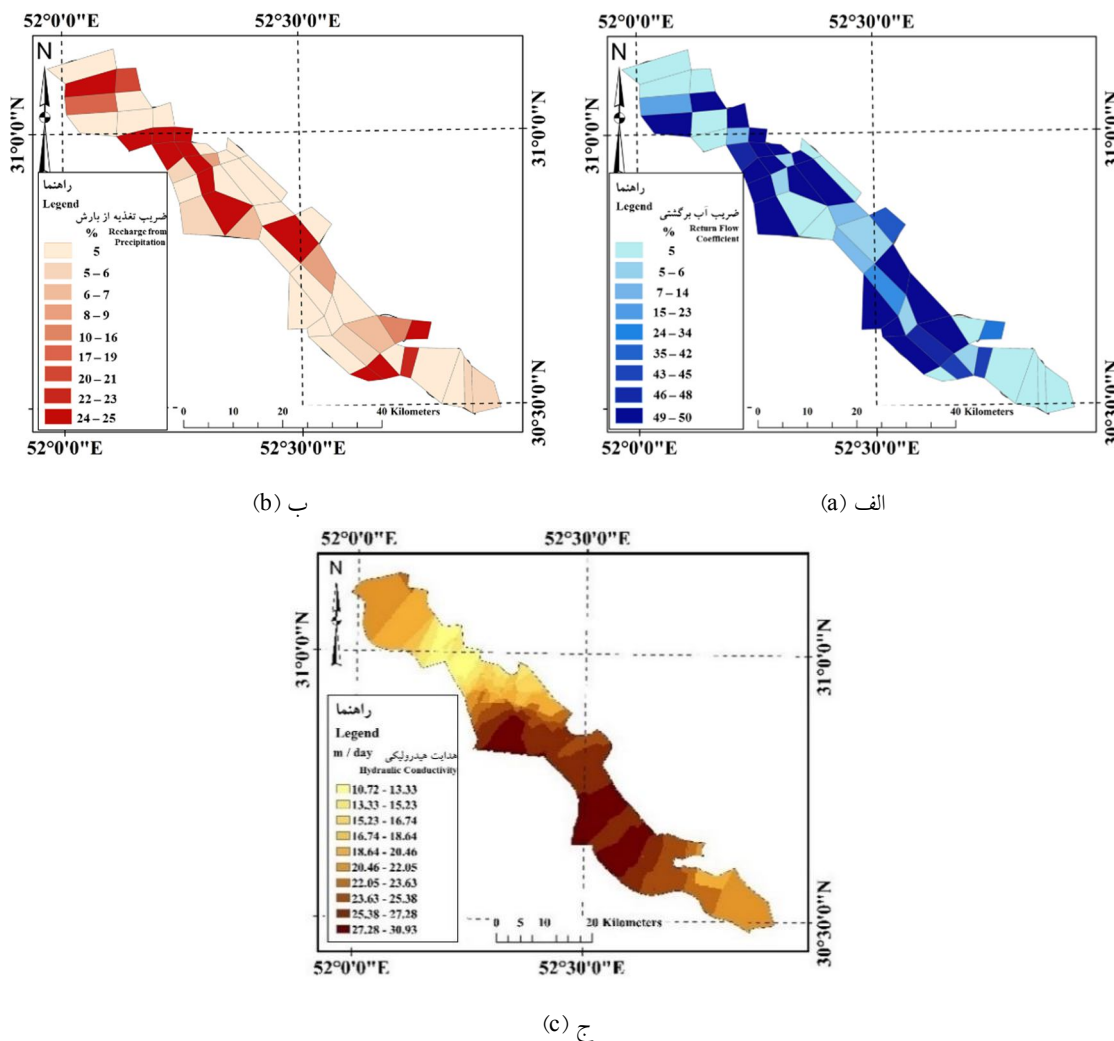 52°0'0"E 52°30'0"E
N
31°0'0"N
راهنما
Legend
ضریب تغذیه از بارش
% Recharge from Precipitation
5
5 – 6
6 – 7
8 – 9
10 – 16
17 – 19
20 – 21
22 – 23
24 – 25
0 10 20 40 Kilometers
30°30'0"N
52°0'0"E 52°30'0"E
ب (b)
52°0'0"E 52°30'0"E
N
31°0'0"N 31°0'0"N
راهنما
Legend
ضریب آب برگشتی
% Return Flow
Coefficient
5
5 – 6
7 – 14
15 – 23
24 – 34
35 – 42
43 – 45
46 – 48
49 – 50
0 10 20 40 Kilometers
30°30'0"N
52°0'0"E 52°30'0"E
الف (a)
52°0'0"E 52°30'0"E
N
31°0'0"N 31°0'0"N
راهنما
Legend
m / day هدایت هیدرولیکی
Hydraulic Conductivity
10.72 - 13.33
13.33 - 15.23
15.23 - 16.74
16.74 - 18.64
18.64 - 20.46
20.46 - 22.05
22.05 - 23.63
23.63 - 25.38
25.38 - 27.28
27.28 - 30.93
0 5 10 20 Kilometers
30°30'0"N
52°0'0"E 52°30'0"E
ج (c)